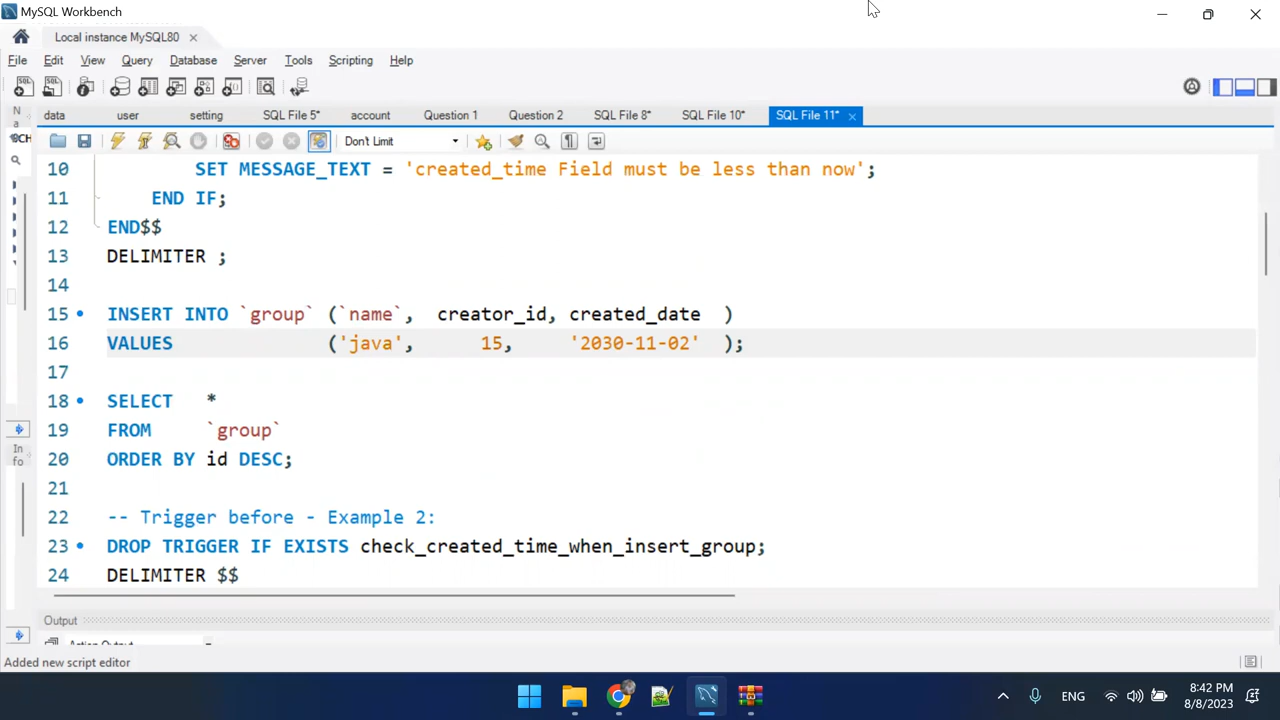 MySQL Workbench
Local instance MySQL80
File Edit View Query Database Server Tools Scripting Help
Na
data user setting SQL File 5* account Question 1 Question 2 SQL File 8* SQL File 10* SQL File 11*
SCH
Don't Limit
10 SET MESSAGE_TEXT = 'created_time Field must be less than now';
11 END IF;
12 END$$
13 DELIMITER ;
14
15 INSERT INTO `group` (`name`, creator_id, created_date )
16 VALUES ('java', 15, '2030-11-02' );
17
18 SELECT *
19 FROM `group`
20 ORDER BY id DESC;
21
22 -- Trigger before - Example 2:
23 DROP TRIGGER IF EXISTS check_created_time_when_insert_group;
24 DELIMITER $$
Info
Output
Action Output
Added new script editor
ENG
8:42 PM
8/8/2023